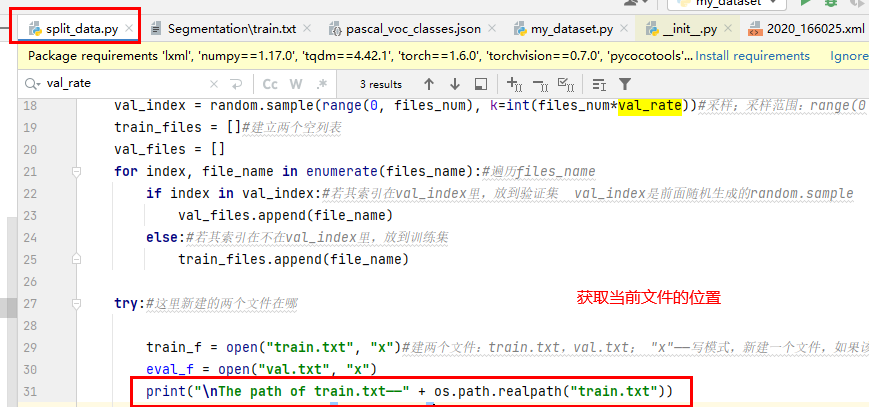 my_dataset
split_data.py
Segmentation\train.txt
pascal_voc_classes.json
my_dataset.py
__init__.py
2020_166025.xml
Package requirements 'lxml', 'numpy==1.17.0', 'tqdm==4.42.1', 'torch==1.6.0', 'torchvision==0.7.0', 'pycocotools'... Install requirements Ignore
val_rate Cc W .* 3 results
18 val_index = random.sample(range(0, files_num), k=int(files_num*val_rate))#采样；采样范围：range(0
19 train_files = []#建立两个空列表
20 val_files = []
21 for index, file_name in enumerate(files_name):#遍历files_name
22 if index in val_index:#若其索引在val_index里，放到验证集 val_index是前面随机生成的random.sample
23 val_files.append(file_name)
24 else:#若其索引在不在val_index里，放到训练集
25 train_files.append(file_name)
26
获取当前文件的位置
27 try:#这里新建的两个文件在哪
28
29 train_f = open("train.txt", "x")#建两个文件：train.txt，val.txt； "x"——写模式，新建一个文件，如果该
30 eval_f = open("val.txt", "x")
31 print("\nThe path of train.txt——" + os.path.realpath("train.txt"))